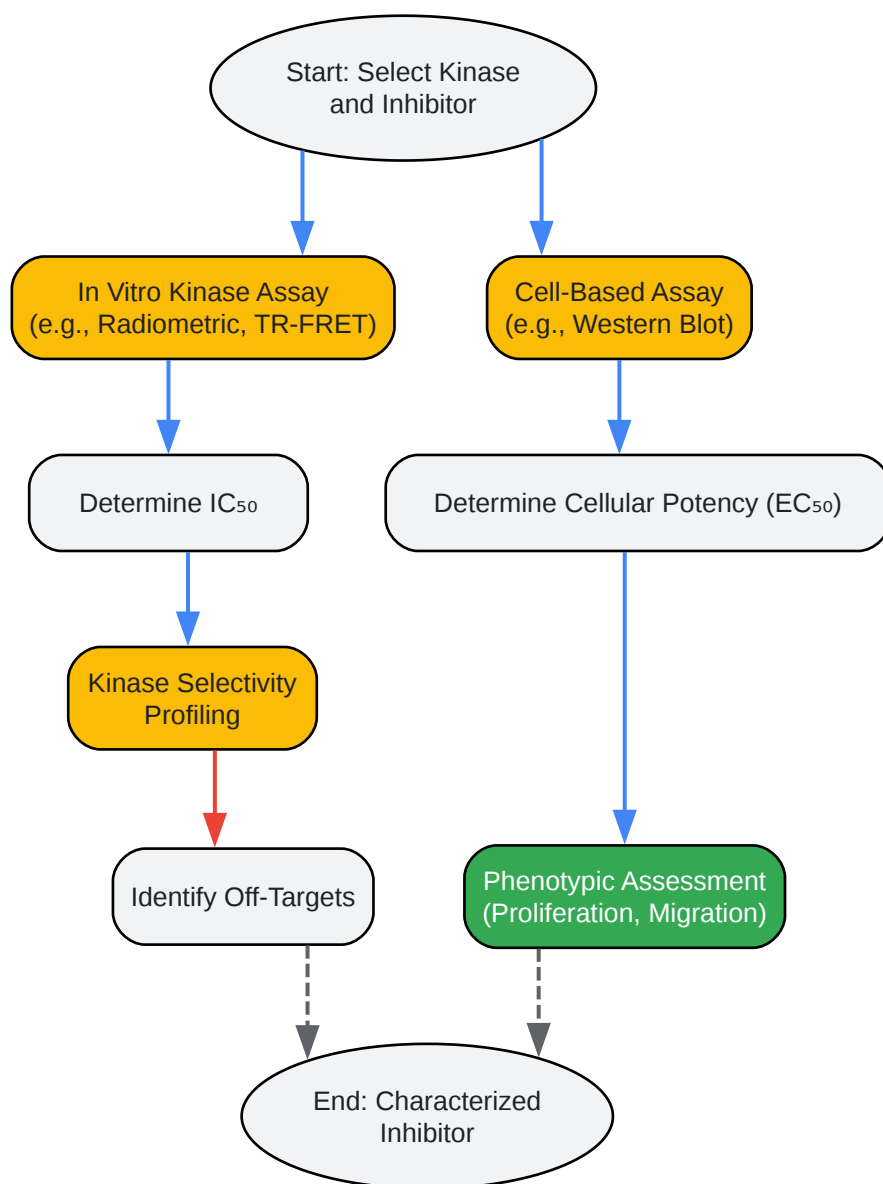 Start: Select Kinase
and Inhibitor
In Vitro Kinase Assay
(e.g., Radiometric, TR-FRET)
Cell-Based Assay
(e.g., Western Blot)
Determine IC₅₀
Determine Cellular Potency (EC₅₀)
Kinase Selectivity
Profiling
Identify Off-Targets
Phenotypic Assessment
(Proliferation, Migration)
End: Characterized
Inhibitor